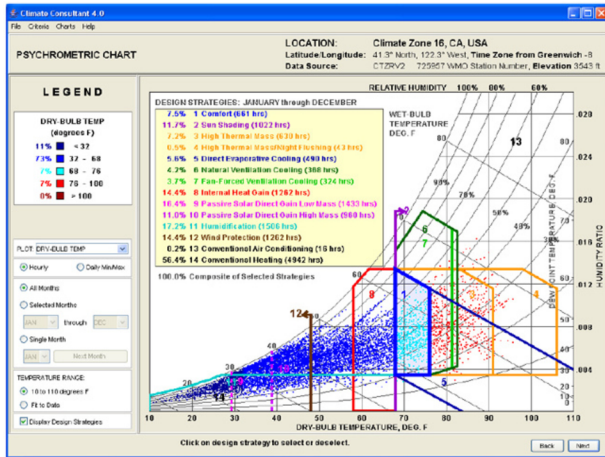 Climate Consultant 4.0
File Criteria Charts Help
PSYCHROMETRIC CHART
LOCATION: Climate Zone 16, CA, USA
Latitude/Longitude: 41.3° North, 122.3° West, Time Zone from Greenwich -8
Data Source: CTZRV2 725957 WMO Station Number, Elevation 3543 ft
LEGEND
DRY-BULB TEMP
(degrees F)
11% < 32
73% 32 - 68
7% 68 - 76
7% 76 - 100
0% > 100
PLOT: DRY-BULB TEMP
Hourly Daily Min/Max
All Months
Selected Months
JAN through DEC
Single Month
JAN Next Month
TEMPERATURE RANGE:
10 to 110 degrees F
Fit to Data
Display Design Strategies
RELATIVE HUMIDITY 100% 80% 60%
DESIGN STRATEGIES: JANUARY through DECEMBER
7.5% 1 Comfort (661 hrs)
11.7% 2 Sun Shading (1022 hrs)
7.2% 3 High Thermal Mass (630 hrs)
0.5% 4 High Thermal Mass/Night Flushing (43 hrs)
5.6% 5 Direct Evaporative Cooling (490 hrs)
4.2% 6 Natural Ventilation Cooling (368 hrs)
3.7% 7 Fan-Forced Ventilation Cooling (324 hrs)
14.4% 8 Internal Heat Gain (1262 hrs)
16.4% 9 Passive Solar Direct Gain Low Mass (1433 hrs)
11.0% 10 Passive Solar Direct Gain High Mass (960 hrs)
17.2% 11 Humidification (1506 hrs)
14.4% 12 Wind Protection (1262 hrs)
0.2% 13 Conventional Air Conditioning (16 hrs)
56.4% 14 Conventional Heating (4942 hrs)
100.0% Composite of Selected Strategies
WET-BULB
TEMPERATURE
DEG. F
DEW POINT TEMPERATURE, DEG. F
HUMIDITY RATIO
.020
.016
.012
.008
.004
10 20 30 40 50 60 70 80 90 100 110
DRY-BULB TEMPERATURE, DEG. F
Click on design strategy to select or deselect.
Back Next